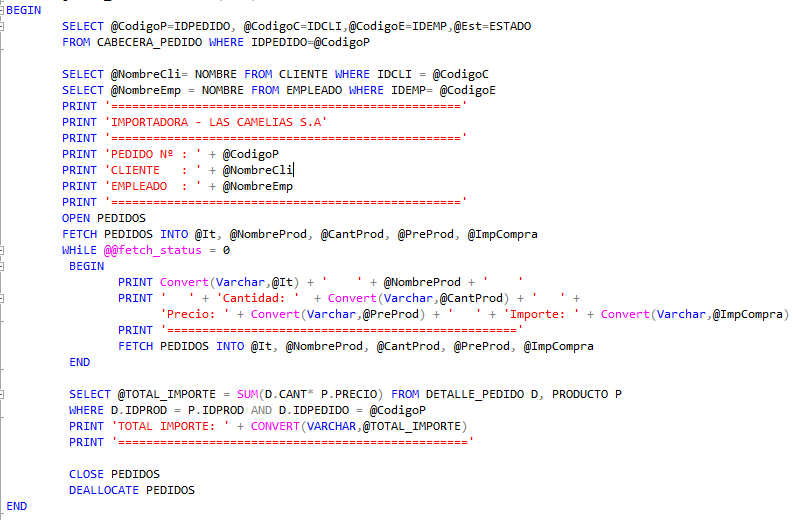 BEGIN
SELECT @CodigoP=IDPEDIDO, @CodigoC=IDCLI,@CodigoE=IDEMP,@Est=ESTADO
FROM CABECERA_PEDIDO WHERE IDPEDIDO=@CodigoP
SELECT @NombreCli= NOMBRE FROM CLIENTE WHERE IDCLI = @CodigoC
SELECT @NombreEmp = NOMBRE FROM EMPLEADO WHERE IDEMP= @CodigoE
PRINT '=================================================='
PRINT 'IMPORTADORA - LAS CAMELIAS S.A'
PRINT '=================================================='
PRINT 'PEDIDO Nº : ' + @CodigoP
PRINT 'CLIENTE   : ' + @NombreCli
PRINT 'EMPLEADO  : ' + @NombreEmp
PRINT '=================================================='
OPEN PEDIDOS
FETCH PEDIDOS INTO @It, @NombreProd, @CantProd, @PreProd, @ImpCompra
WHiLE @@fetch_status = 0
BEGIN
PRINT Convert(Varchar,@It) + '    ' + @NombreProd + '    '
PRINT '   ' + 'Cantidad: '  + Convert(Varchar,@CantProd) + '   ' +
'Precio: ' + Convert(Varchar,@PreProd) + '   ' + 'Importe: ' + Convert(Varchar,@ImpCompra)
PRINT '=================================================='
FETCH PEDIDOS INTO @It, @NombreProd, @CantProd, @PreProd, @ImpCompra
END
SELECT @TOTAL_IMPORTE = SUM(D.CANT* P.PRECIO) FROM DETALLE_PEDIDO D, PRODUCTO P
WHERE D.IDPROD = P.IDPROD AND D.IDPEDIDO = @CodigoP
PRINT 'TOTAL IMPORTE: ' + CONVERT(VARCHAR,@TOTAL_IMPORTE)
PRINT '=================================================='
CLOSE PEDIDOS
DEALLOCATE PEDIDOS
END